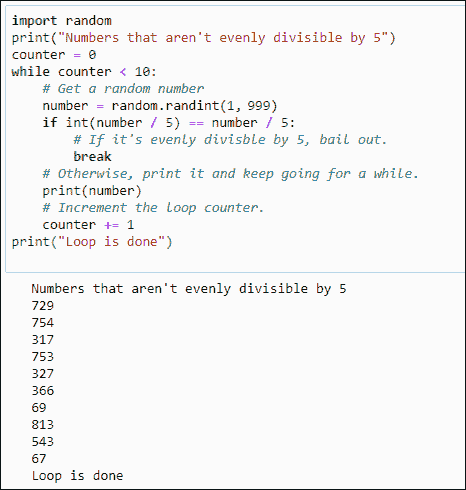 import random
print("Numbers that aren't evenly divisible by 5")
counter = 0
while counter < 10:
    # Get a random number
    number = random.randint(1, 999)
    if int(number / 5) == number / 5:
        # If it's evenly divisble by 5, bail out.
        break
    # Otherwise, print it and keep going for a while.
    print(number)
    # Increment the loop counter.
    counter += 1
print("Loop is done")
Numbers that aren't evenly divisible by 5
729
754
317
753
327
366
69
813
543
67
Loop is done